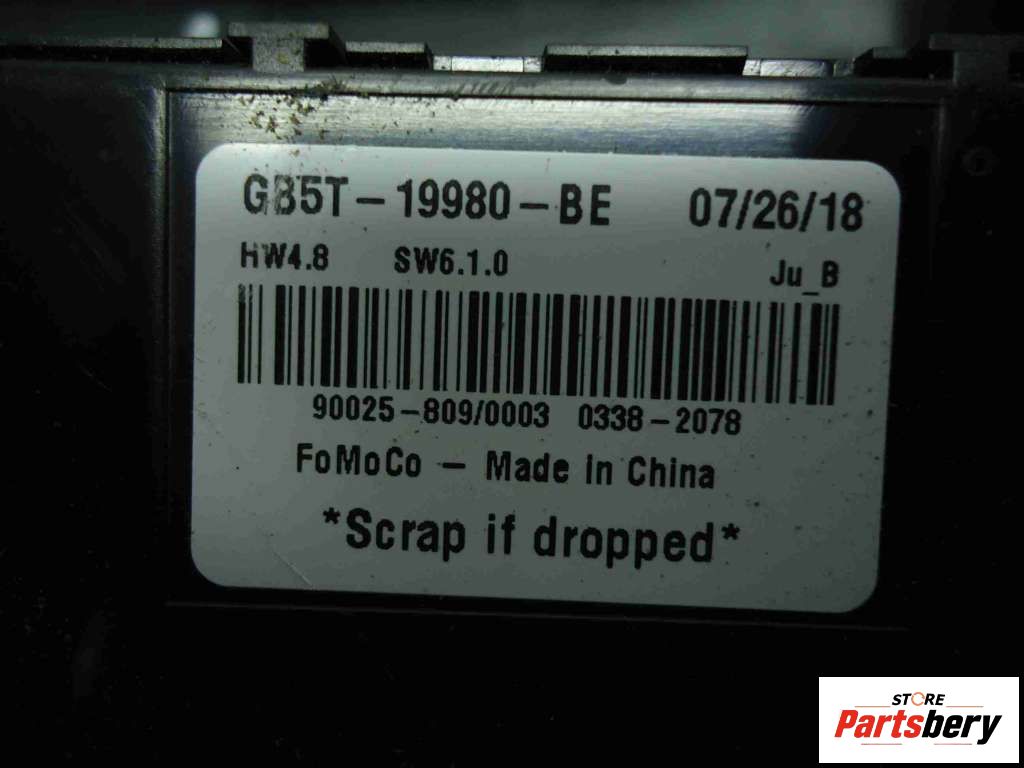 GB5T-19980-BE 07/26/18
HW4.8 SW6.1.0 Ju_B
90025-809/0003 0338-2078
FoMoCo - Made In China
*Scrap if dropped*
STORE
Partsbery